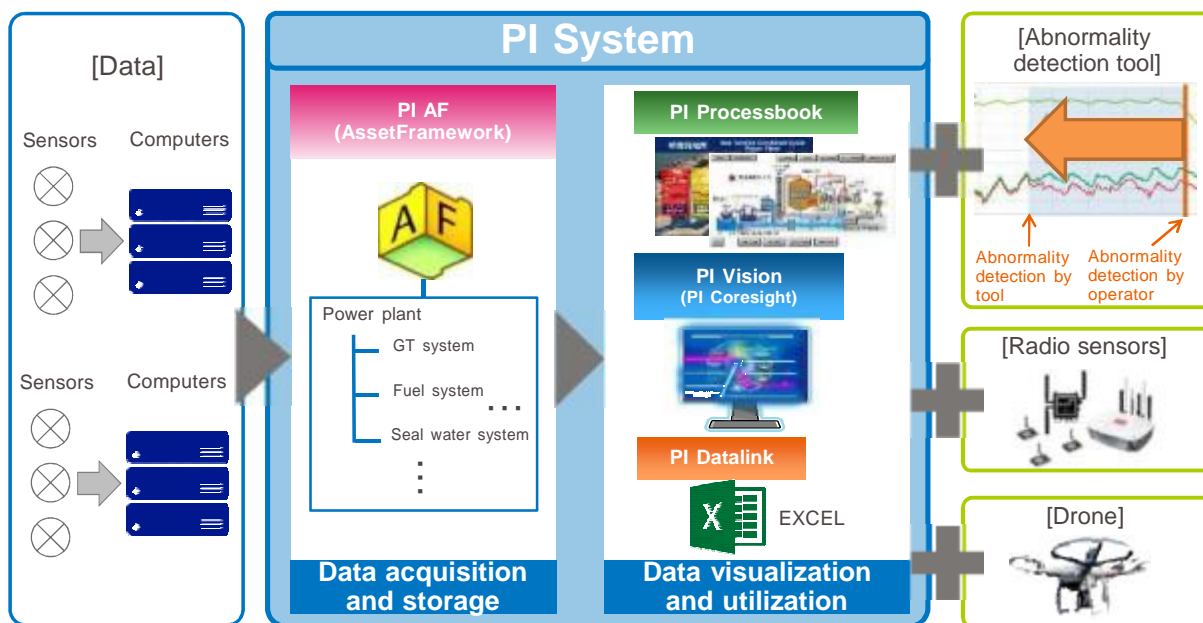 PI System
[Data]
Sensors
Computers
Sensors
Computers
PI AF
(AssetFramework)
A F
Power plant
GT system
Fuel system
...
Seal water system
Data acquisition
and storage
PI Processbook
PI Vision
(PI Coresight)
PI Datalink
X
EXCEL
Data visualization
and utilization
[Abnormality
detection tool]
Abnormality
detection by
tool
Abnormality
detection by
operator
[Radio sensors]
[Drone]